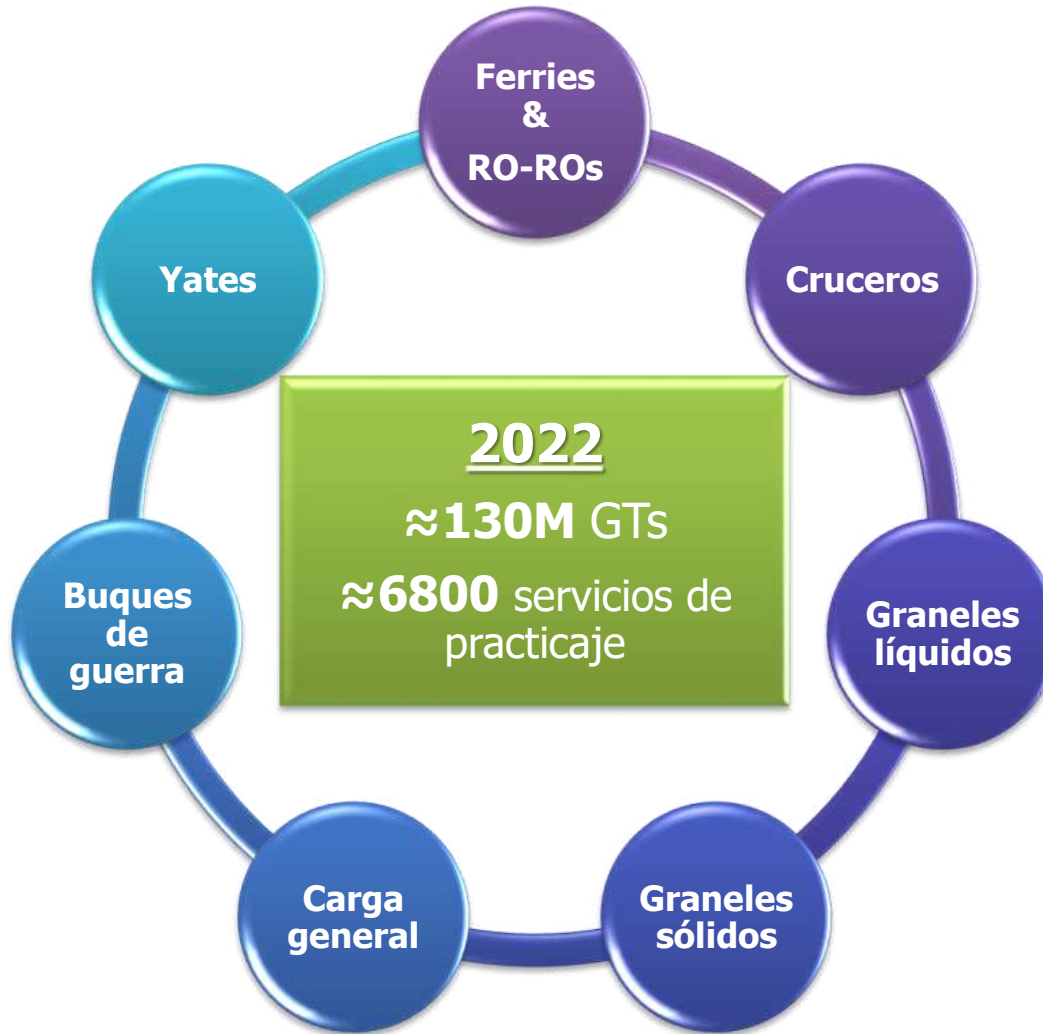 Ferries
&
RO-ROs
Cruceros
Graneles
líquidos
Graneles
sólidos
Carga
general
Buques
de
guerra
Yates
2022
≈130M GTs
≈6800 servicios de
practicaje